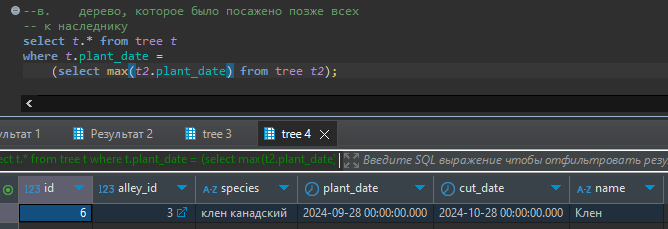 --в. дерево, которое было посажено позже всех
-- к наследнику
select t.* from tree t
where t.plant_date =
(select max(t2.plant_date) from tree t2);
ультат 1 Результат 2 tree 3 tree 4
ect t.* from tree t where t.plant_date = (select max(t2.plant_date) Введите SQL выражение чтобы отфильтровать резу
123 id 123 alley_id A-Z species plant_date cut_date A-Z name
6 3 клен канадский 2024-09-28 00:00:00.000 2024-10-28 00:00:00.000 Клен